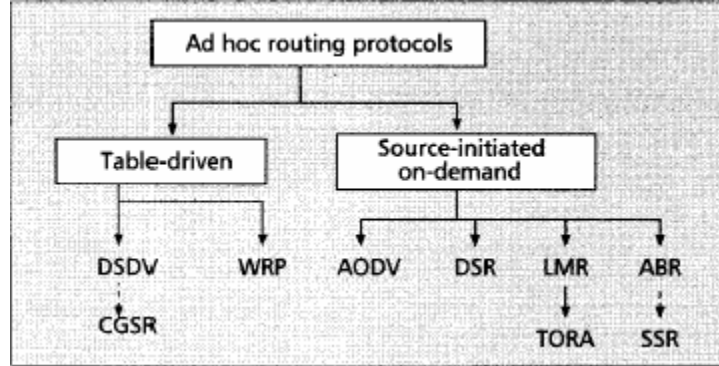 Ad hoc routing protocols
Table-driven
Source-initiated
on-demand
DSDV
WRP
AODV
DSR
LMR
ABR
CGSR
TORA
SSR